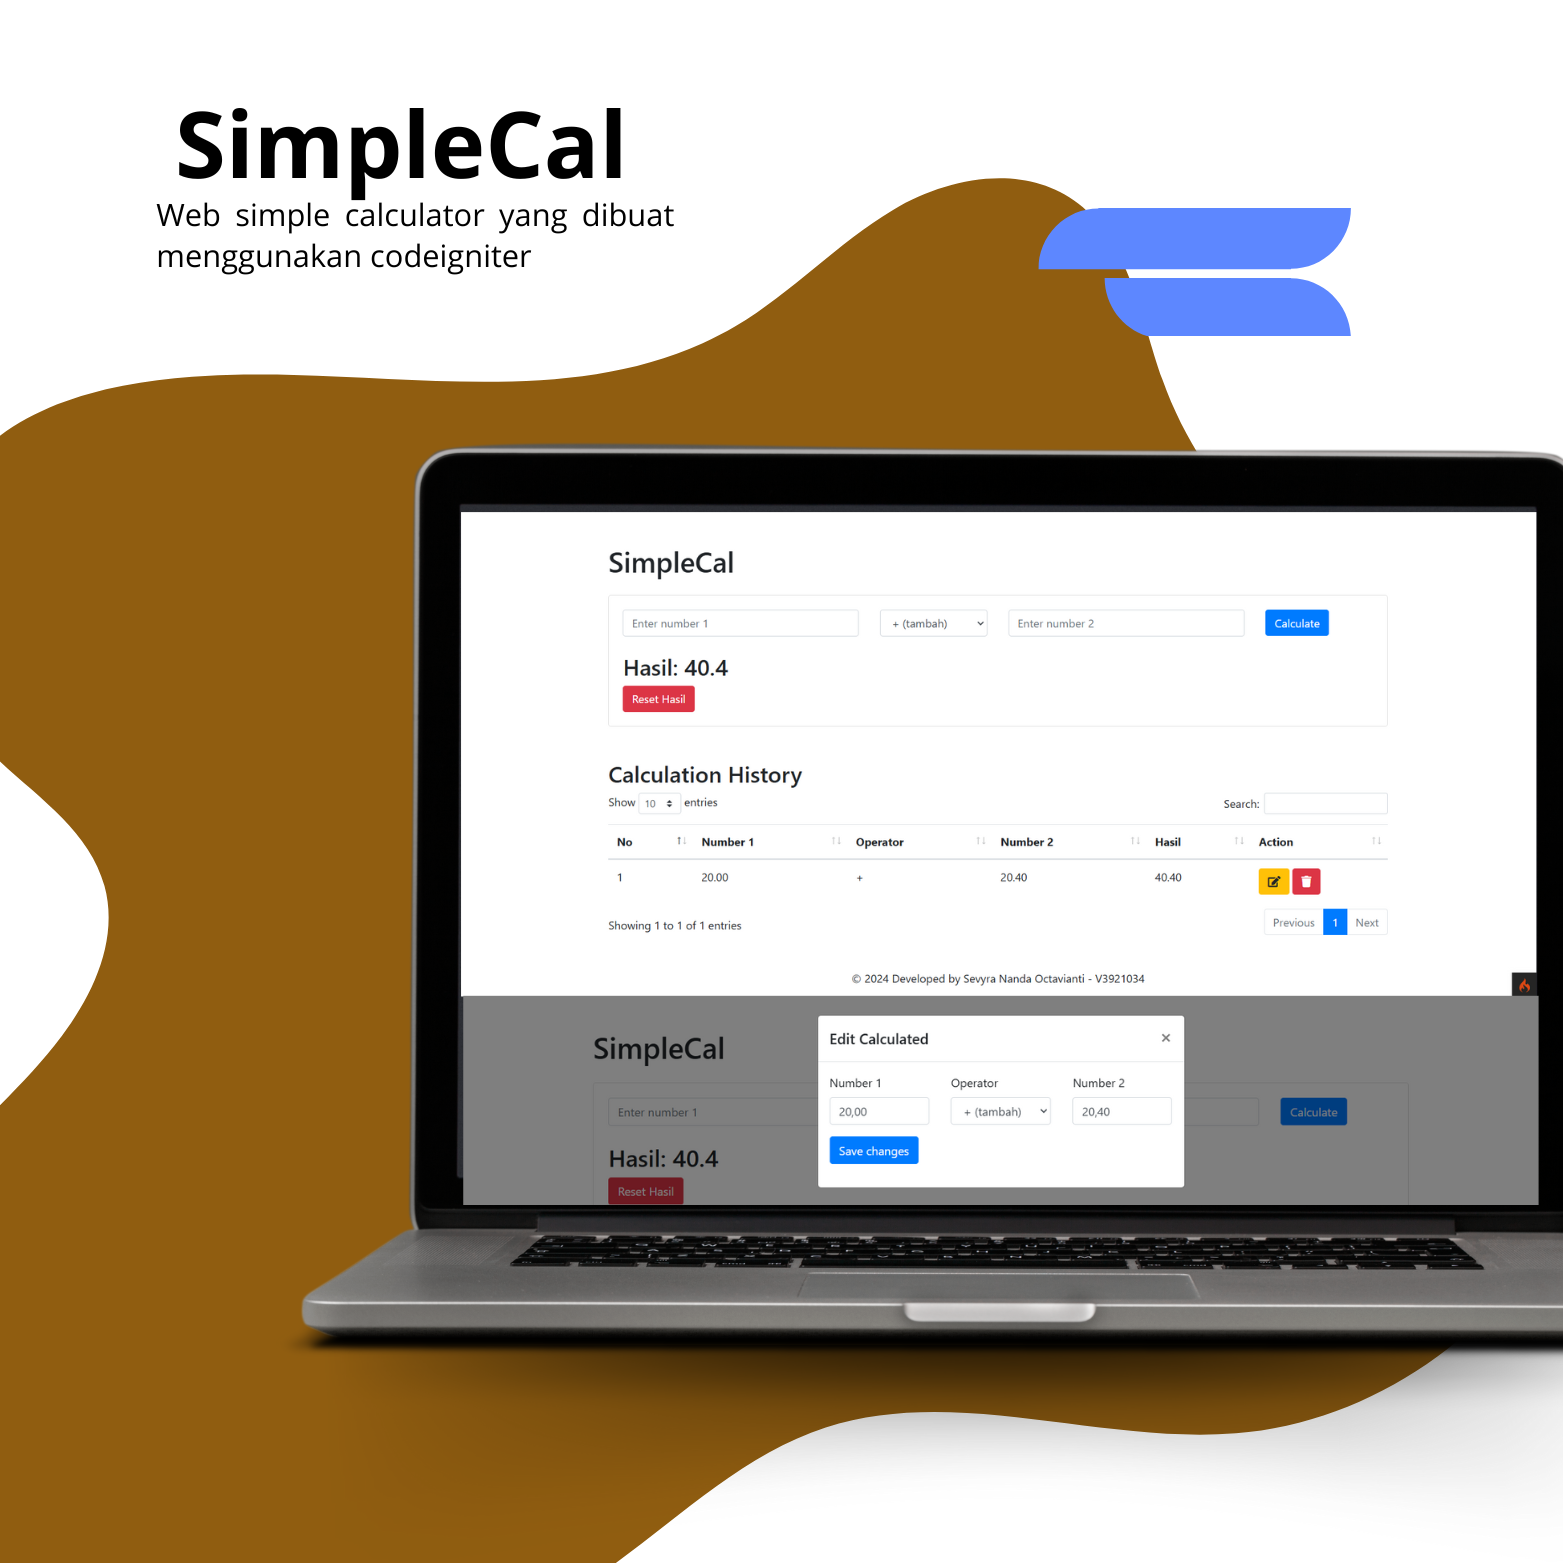 SimpleCal
Web simple calculator yang dibuat
menggunakan codeigniter
SimpleCal
Enter number 1 + (tambah) Enter number 2 Calculate
Hasil: 40.4
Reset Hasil
Calculation History
Show 10 entries Search:
No Number 1 Operator Number 2 Hasil Action
1 20.00 + 20.40 40.40
Showing 1 to 1 of 1 entries Previous 1 Next
© 2024 Developed by Sevyra Nanda Octavianti - V3921034
SimpleCal
Enter number 1 Calculate
Hasil: 40.4
Reset Hasil
Edit Calculated ×
Number 1 Operator Number 2
20,00 + (tambah) 20,40
Save changes